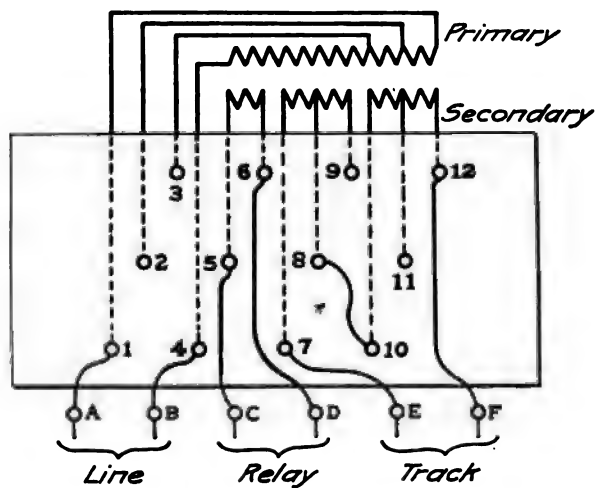 Primary
Secondary
3 6 9 12
2 5 8 11
1 4 7 10
A B C D E F
Line Relay Track